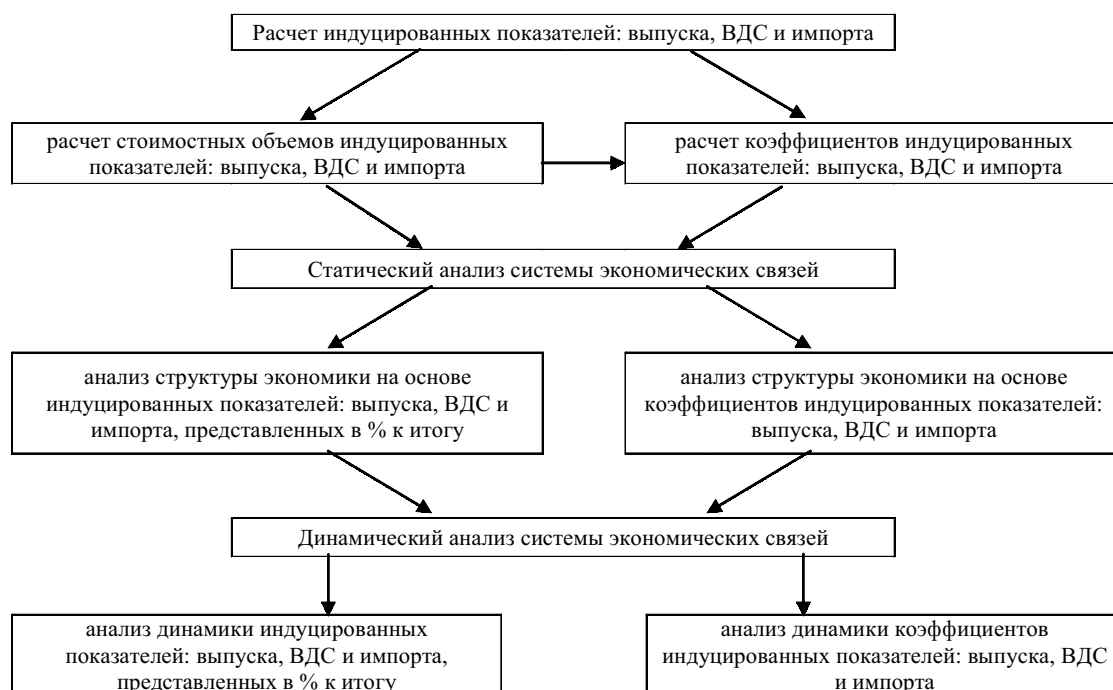 Расчет индуцированных показателей: выпуска, ВДС и импорта
расчет стоимостных объемов индуцированных
показателей: выпуска, ВДС и импорта
расчет коэффициентов индуцированных
показателей: выпуска, ВДС и импорта
Статический анализ системы экономических связей
анализ структуры экономики на основе
индуцированных показателей: выпуска, ВДС и
импорта, представленных в % к итогу
анализ структуры экономики на основе
коэффициентов индуцированных показателей:
выпуска, ВДС и импорта
Динамический анализ системы экономических связей
анализ динамики индуцированных
показателей: выпуска, ВДС и импорта,
представленных в % к итогу
анализ динамики коэффициентов
индуцированных показателей: выпуска, ВДС
и импорта